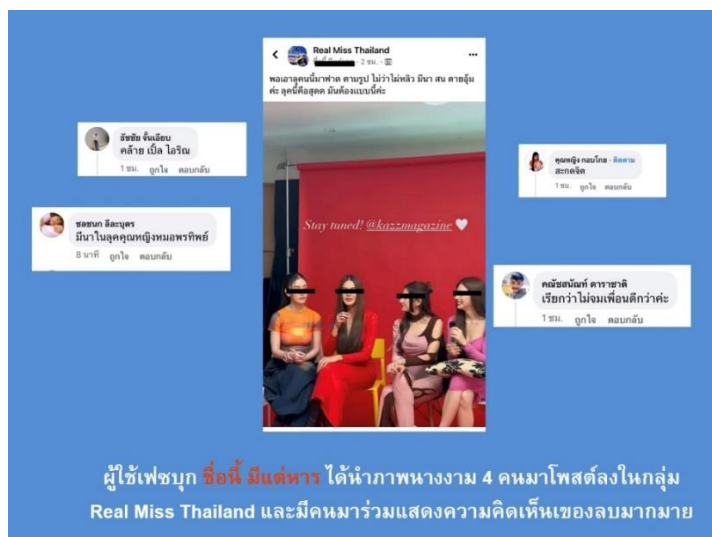 Real Miss Thailand
2 ชม.
พอเอาลุคนนี้มาฟาด ตามรูป ไม่ว่าไม่หลิว มีนา สน ตายอุ้ม
ค่ะ ลุคนี้คือสุดด มันต้องแบบนี้ค่ะ
Stay tuned! @kazzmagazine
ธัชชัย จั้นเอียบ
คล้าย เปิ้ล ไอริณ
1 ชม. ถูกใจ ตอบกลับ
ชลชนก ลีละบุตร
มีนาในลุคคุณหญิงหมอพรทิพย์
8 นาที ถูกใจ ตอบกลับ
คุณหญิง กอบโกย · ติดตาม
สะกดจิต
1 ชม. ถูกใจ ตอบกลับ
คณัชสนัณท์ ดาราชาติ
เรียกว่าไม่จมเพื่อนดีกว่าค่ะ
1 ชม. ถูกใจ ตอบกลับ
ผู้ใช้เฟซบุก ชื่อนี้ มีแต่หาร ได้นำภาพนางงาม 4 คนมาโพสต์ลงในกลุ่ม
Real Miss Thailand และมีคนมาร่วมแสดงความคิดเห็นเของลบมากมาย